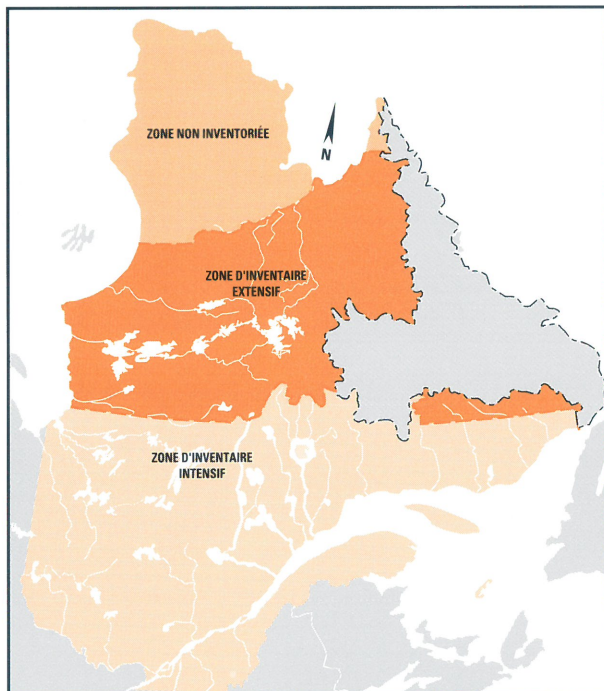 ZONE NON INVENTORIÉE
N
ZONE D'INVENTAIRE
EXTENSIF
ZONE D'INVENTAIRE
INTENSIF